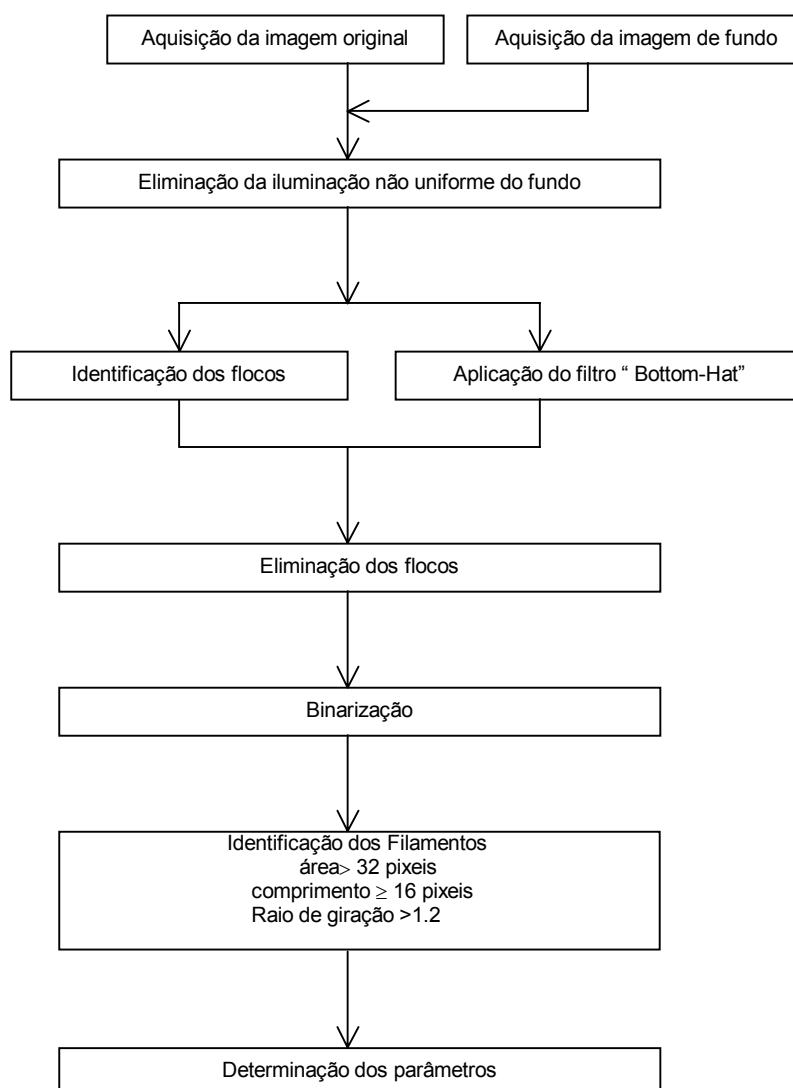 Aquisição da imagem original
Aquisição da imagem de fundo
Eliminação da iluminação não uniforme do fundo
Identificação dos flocos
Aplicação do filtro “ Bottom-Hat”
Eliminação dos flocos
Binarização
Identificação dos Filamentos
área> 32 pixeis
comprimento ≥ 16 pixeis
Raio de giração >1.2
Determinação dos parâmetros